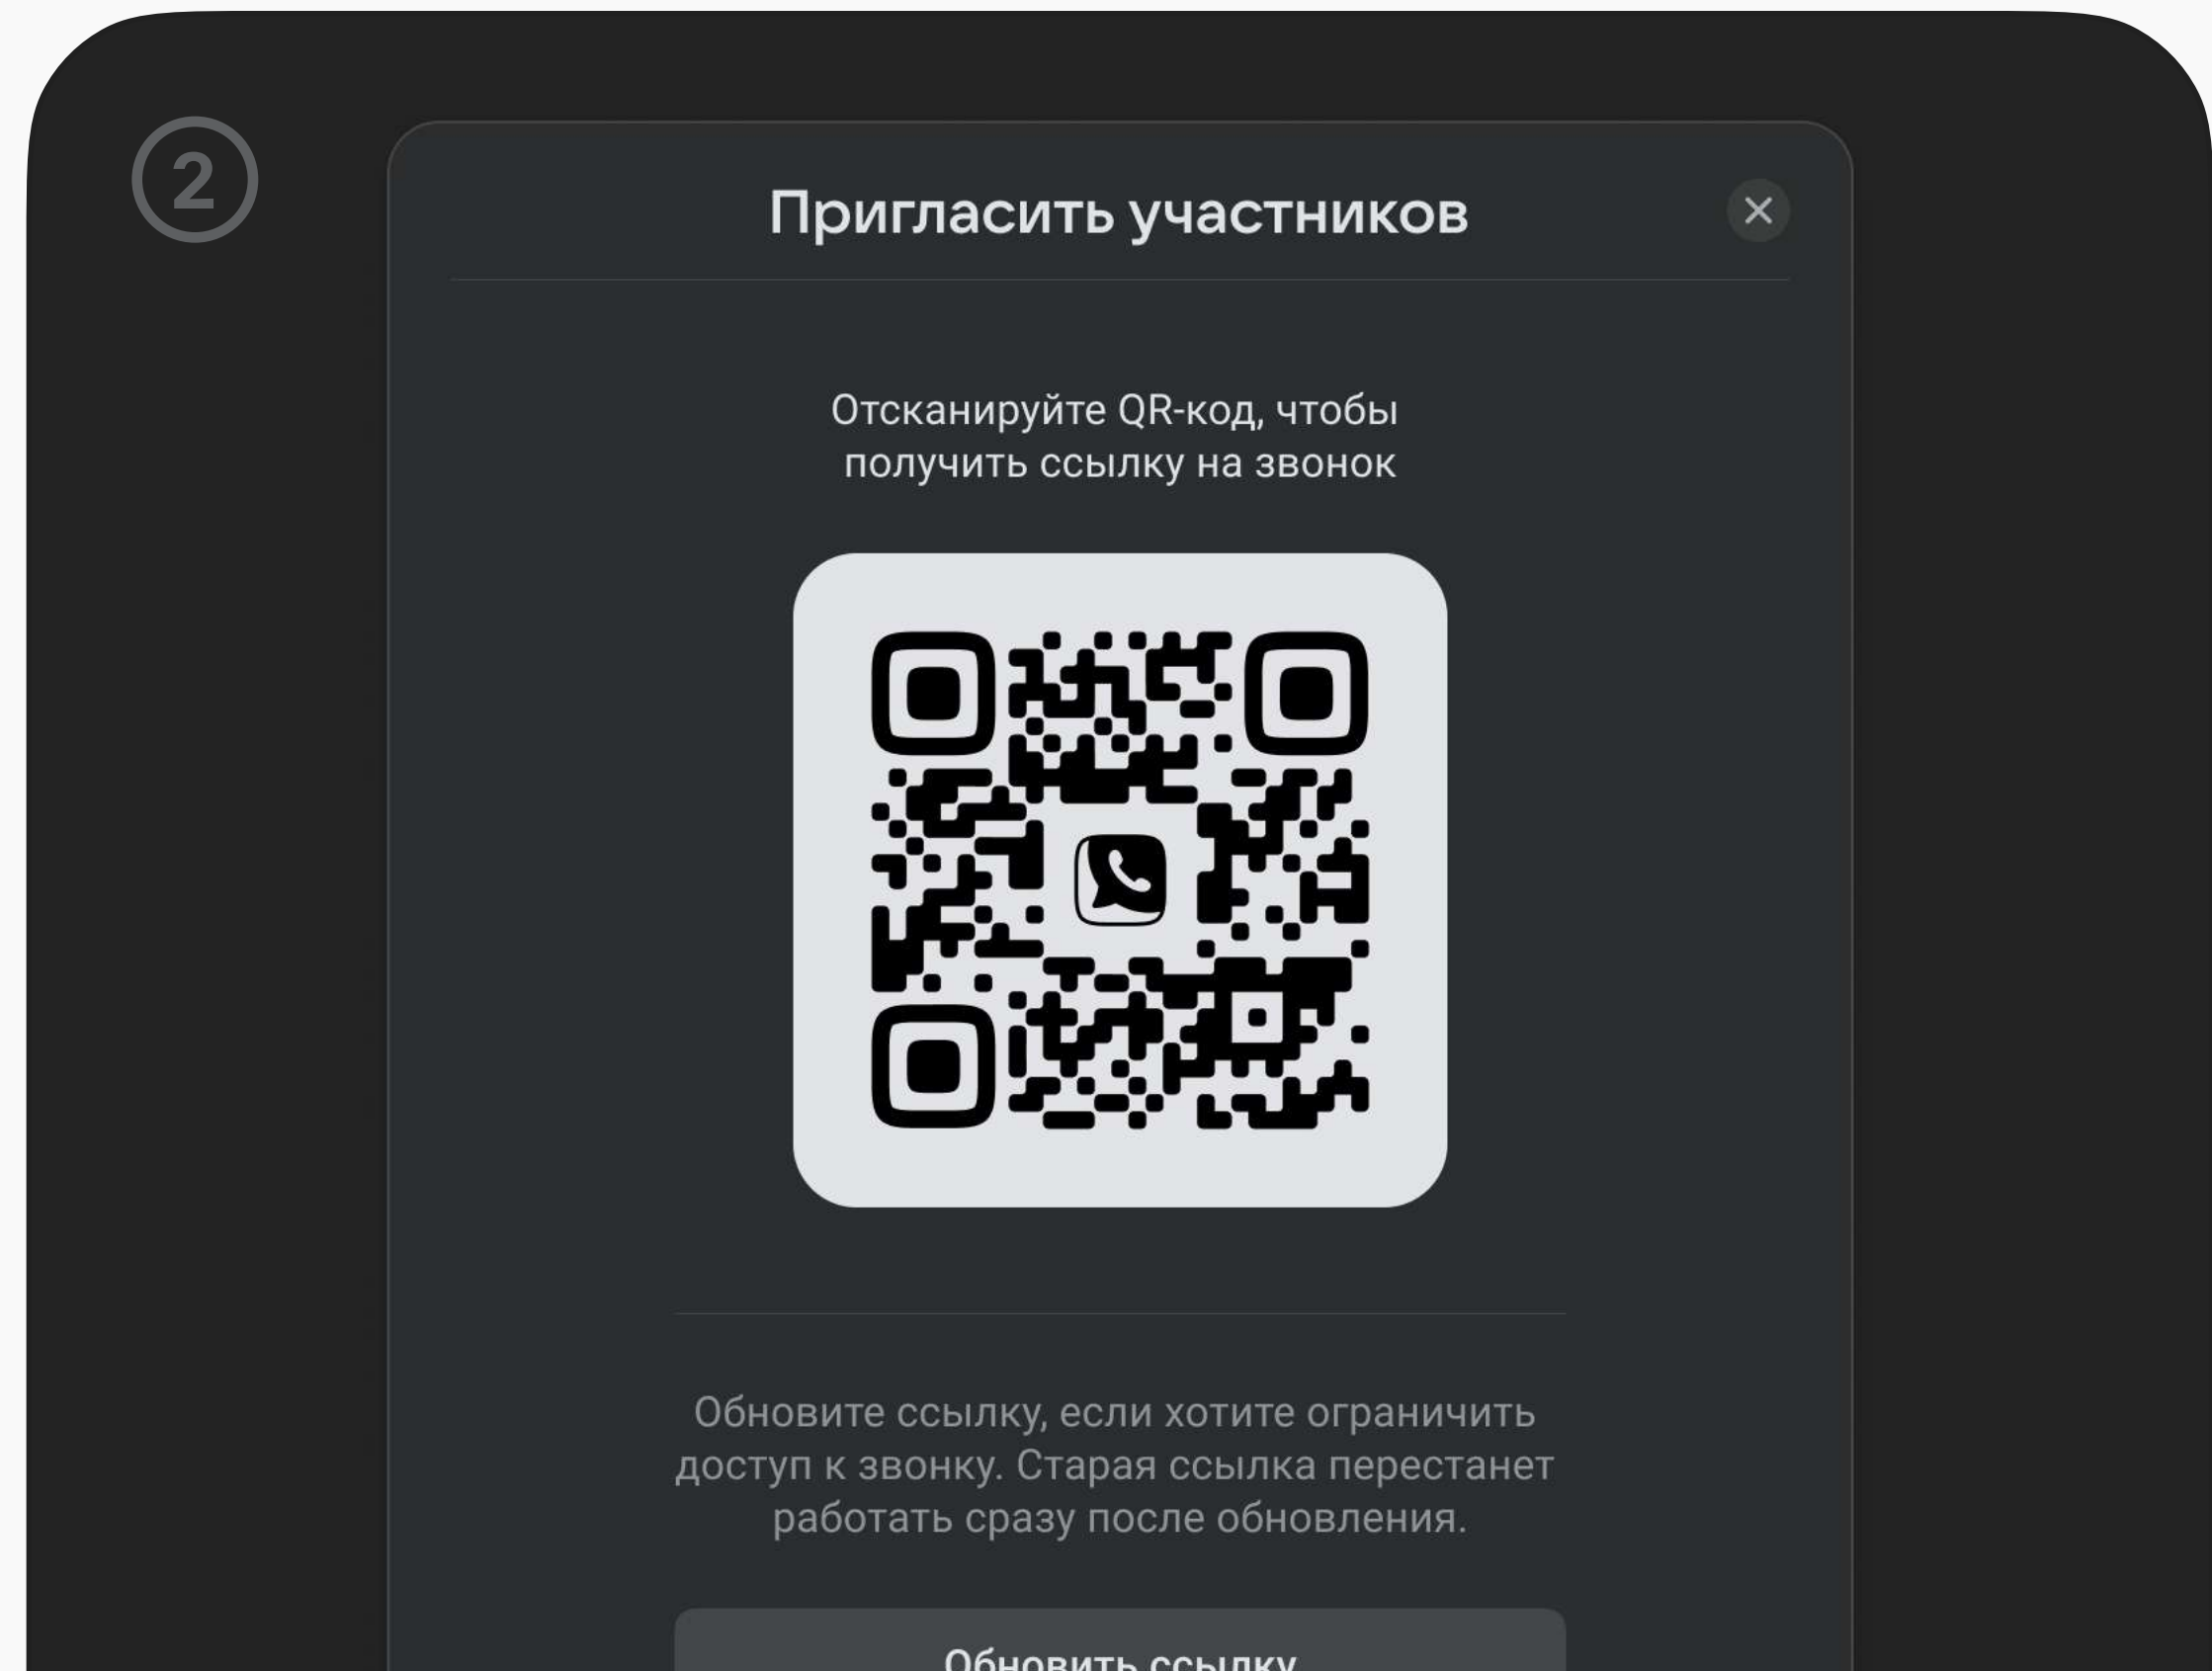 2
Пригласить участников
Отсканируйте QR-код, чтобы
получить ссылку на звонок
Обновите ссылку, если хотите ограничить
доступ к звонку. Старая ссылка перестанет
работать сразу после обновления.
Обновить ссылку